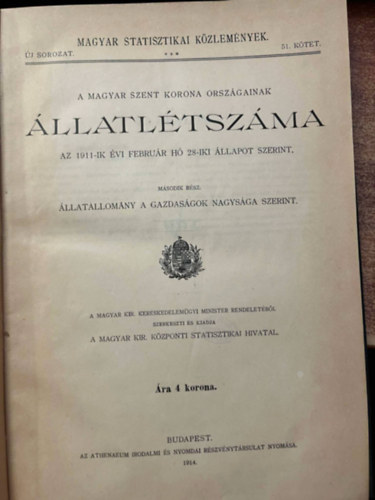 MAGYAR STATISZTIKAI KÖZLEMÉNYEK.
ÚJ SOROZAT. 51. KÖTET.
A MAGYAR SZENT KORONA ORSZÁGAINAK
ÁLLATLÉTSZÁMA
AZ 1911-IK ÉVI FEBRUÁR HÓ 28-IKI ÁLLAPOT SZERINT.
MÁSODIK RÉSZ.
ÁLLATÁLLOMÁNY A GAZDASÁGOK NAGYSÁGA SZERINT.
A MAGYAR KIR. KERESKEDELEMÜGYI MINISTER RENDELETÉBŐL
SZERKESZTI ÉS KIADJA
A MAGYAR KIR. KÖZPONTI STATISZTIKAI HIVATAL.
Ára 4 korona.
BUDAPEST.
AZ ATHENAEUM IRODALMI ÉS NYOMDAI RÉSZVÉNYTÁRSULAT NYOMÁSA.
1914.